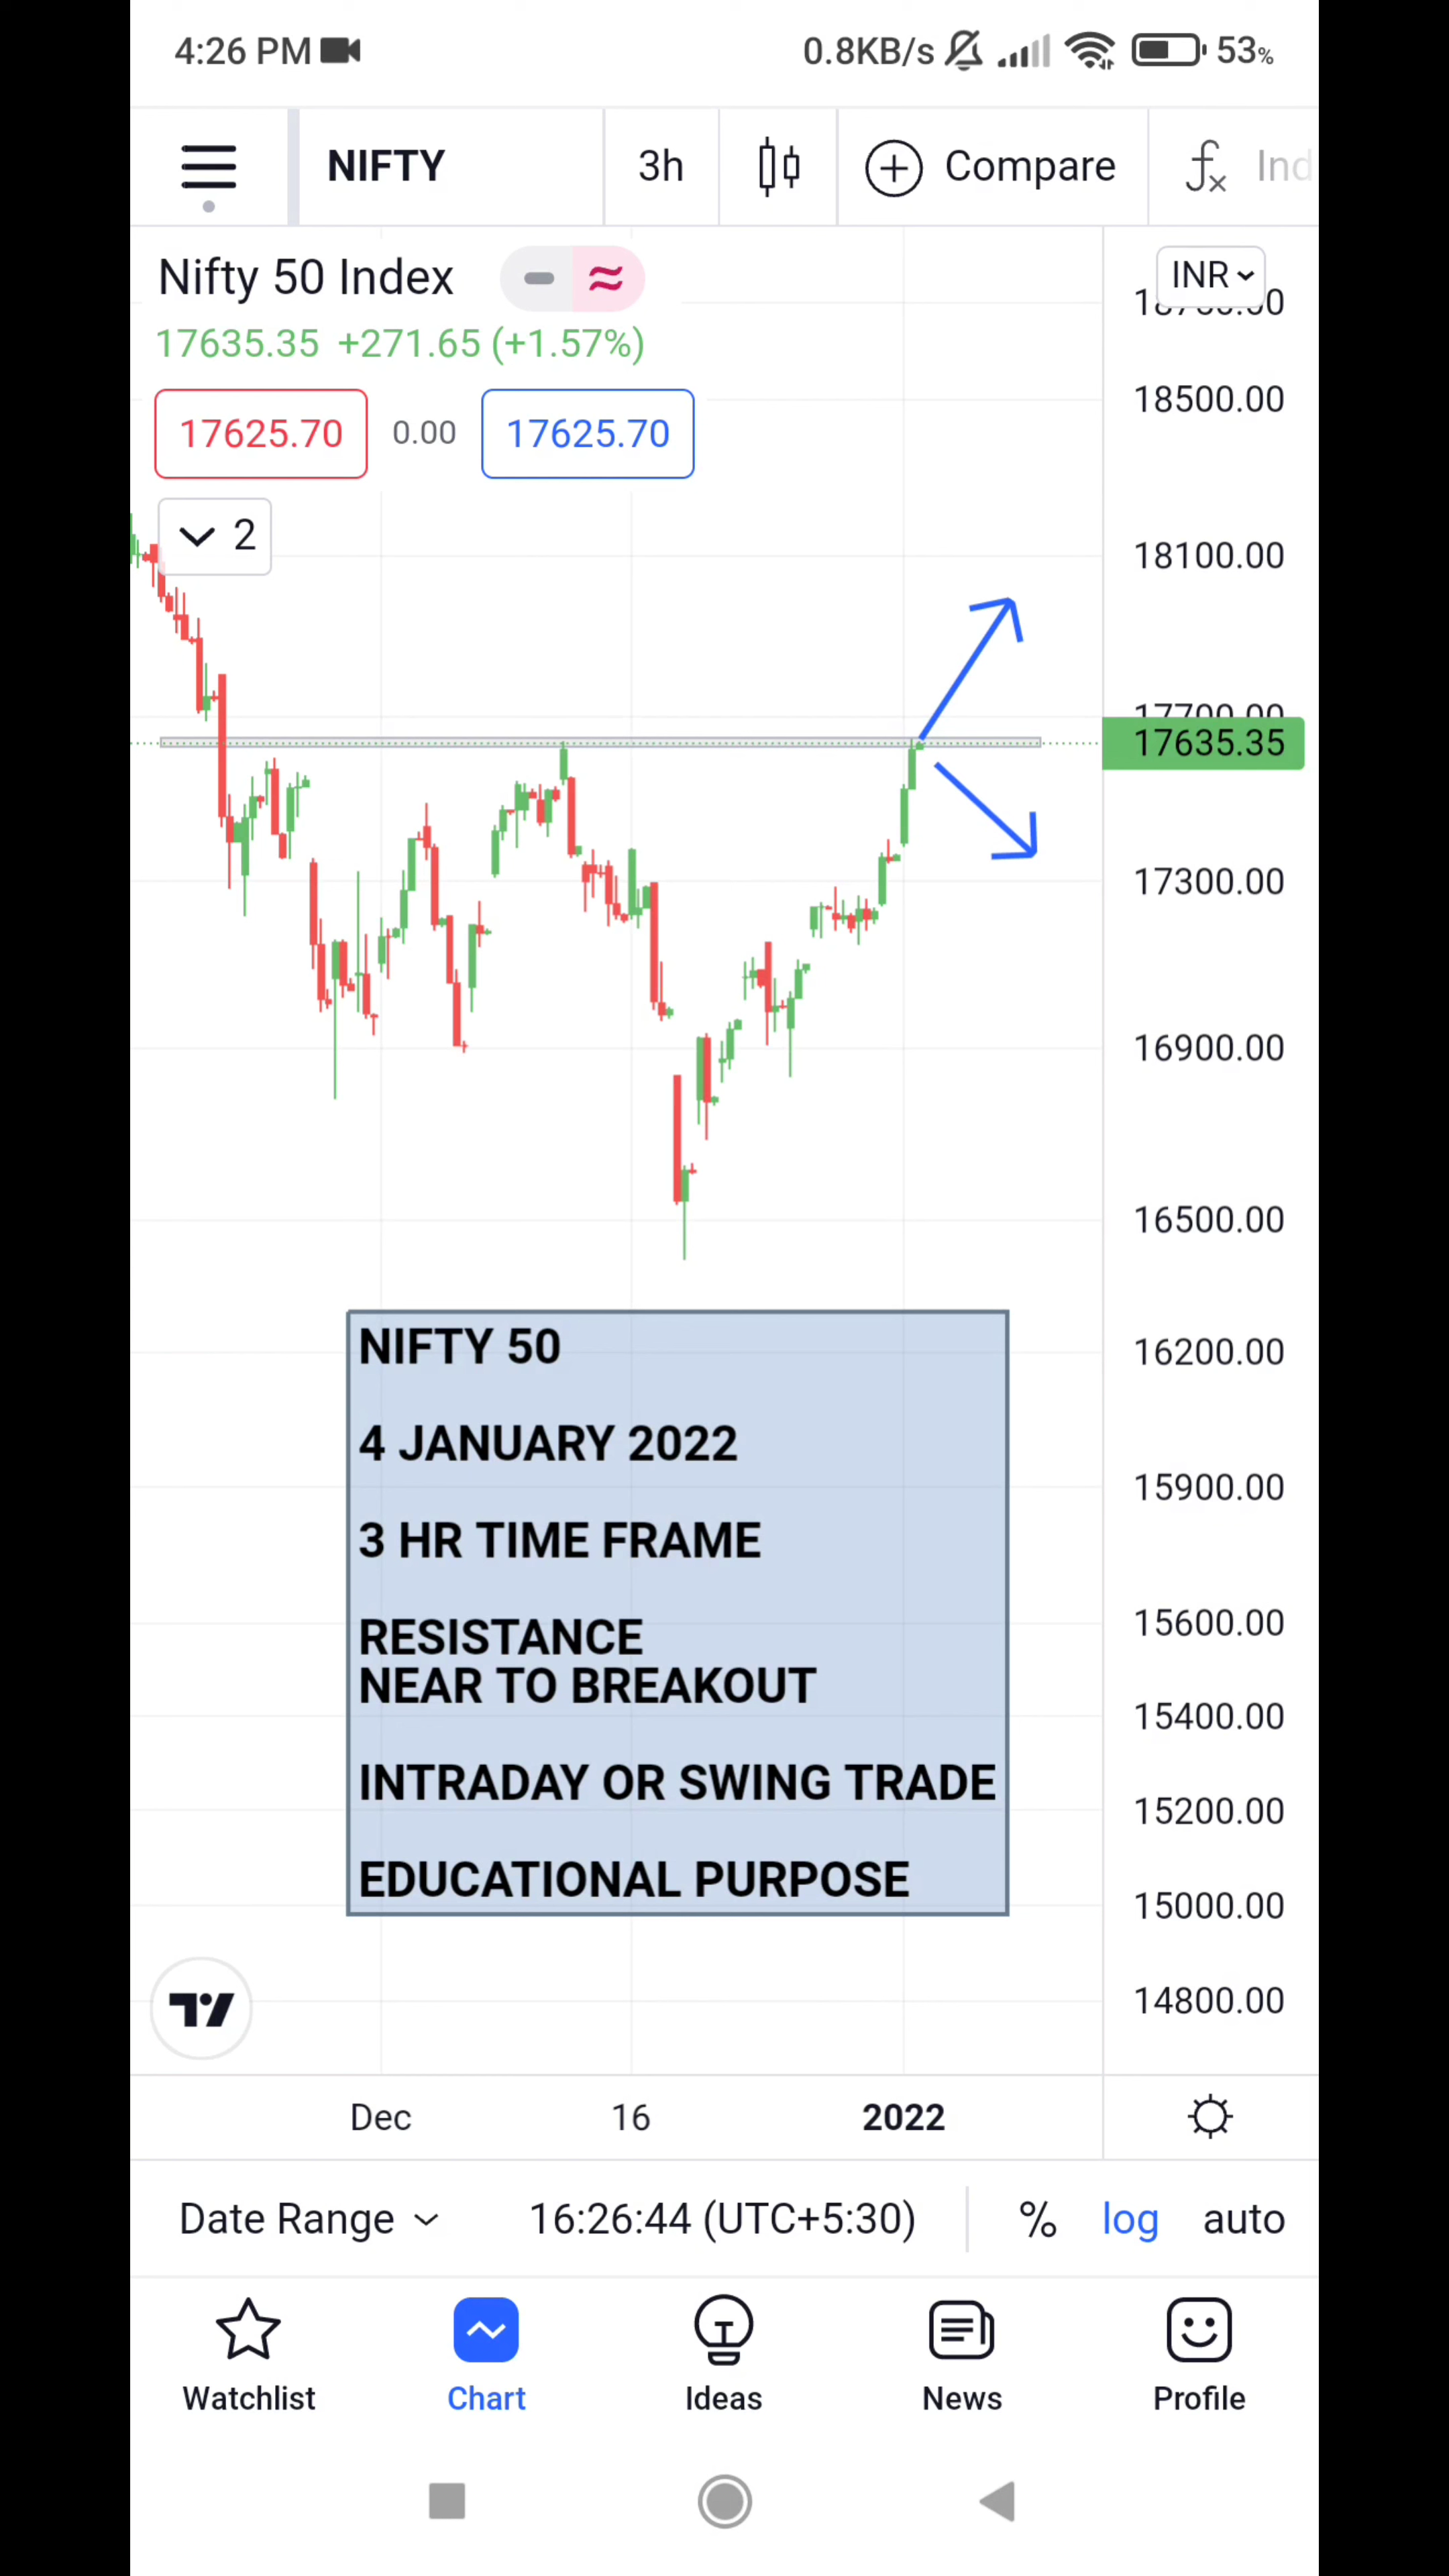 4:26 PM 0.8KB/s 53%
NIFTY 3h Compare
Nifty 50 Index INR
17635.35 +271.65 (+1.57%)
17625.70 0.00 17625.70
18500.00
2
18100.00
17700.00
17635.35
17300.00
16900.00
16500.00
NIFTY 50
16200.00
4 JANUARY 2022
15900.00
3 HR TIME FRAME
15600.00
RESISTANCE
NEAR TO BREAKOUT
15400.00
INTRADAY OR SWING TRADE
15200.00
EDUCATIONAL PURPOSE
15000.00
14800.00
Dec 16 2022
Date Range 16:26:44 (UTC+5:30) % log auto
Watchlist Chart Ideas News Profile